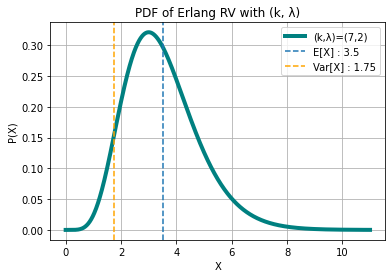 PDF of Erlang RV with (k, λ)
(k,λ)=(7,2)
E[X] : 3.5
Var[X] : 1.75
P(X)
0.30
0.25
0.20
0.15
0.10
0.05
0.00
0 2 4 6 8 10
X